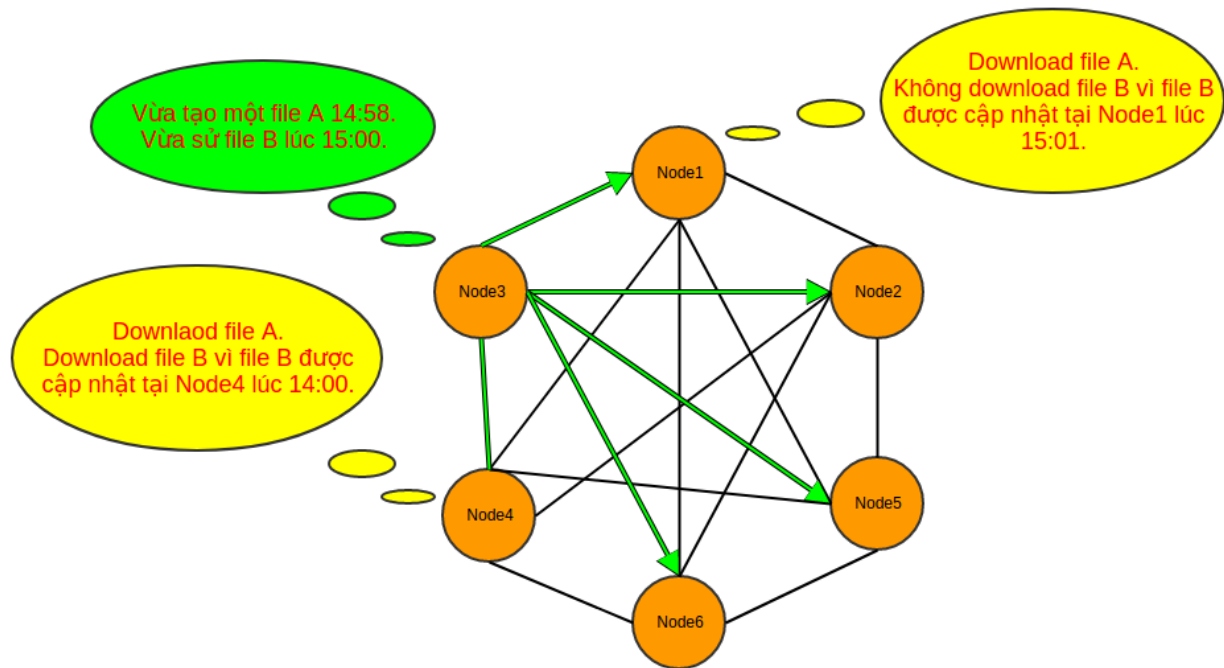 Vừa tạo một file A 14:58.
Vừa sử file B lúc 15:00.
Download file A.
Không download file B vì file B
được cập nhật tại Node1 lúc
15:01.
Node1
Node3
Node2
Downlaod file A.
Download file B vì file B được
cập nhật tại Node4 lúc 14:00.
Node4
Node5
Node6